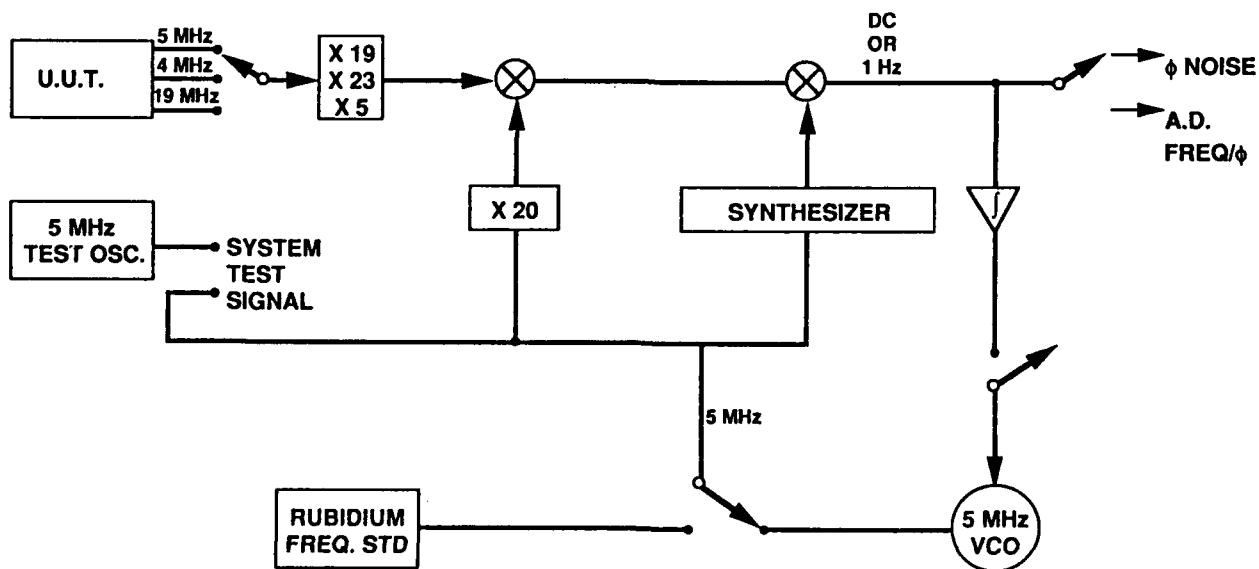 DC
OR
1 Hz
5 MHz
4 MHz
19 MHz
U.U.T.
X 19
X 23
X 5
ϕ NOISE
A.D.
FREQ/ϕ
X 20
SYNTHESIZER
∫
5 MHz
TEST OSC.
SYSTEM
TEST
SIGNAL
5 MHz
RUBIDIUM
FREQ. STD
5 MHz
VCO